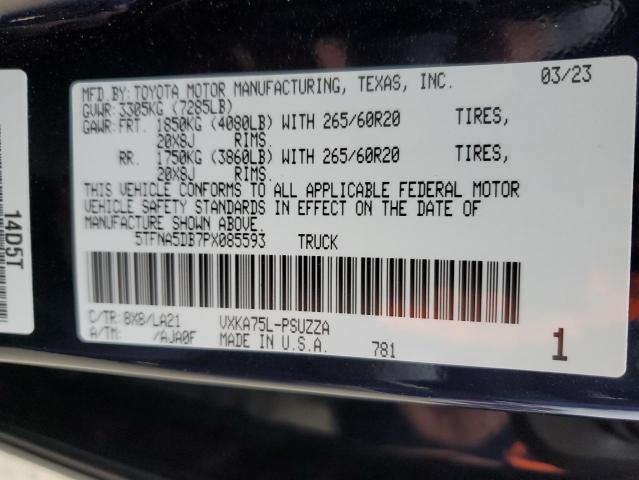 MFD. BY: TOYOTA MOTOR MANUFACTURING, TEXAS, INC. 03/23
GVWR: 3305KG (7285LB)
GAWR: FRT. 1850KG (4080LB) WITH 265/60R20 TIRES,
20X8J RIMS.
RR. 1750KG (3860LB) WITH 265/60R20 TIRES,
20X8J RIMS.
THIS VEHICLE CONFORMS TO ALL APPLICABLE FEDERAL MOTOR
VEHICLE SAFETY STANDARDS IN EFFECT ON THE DATE OF
MANUFACTURE SHOWN ABOVE.
5TFNA5DB7PX085593 TRUCK
C/TR: 8X8/LA21 VXKA75L-PSUZZA
A/TM: /AJA0F MADE IN U.S.A. 781 1
14D5T